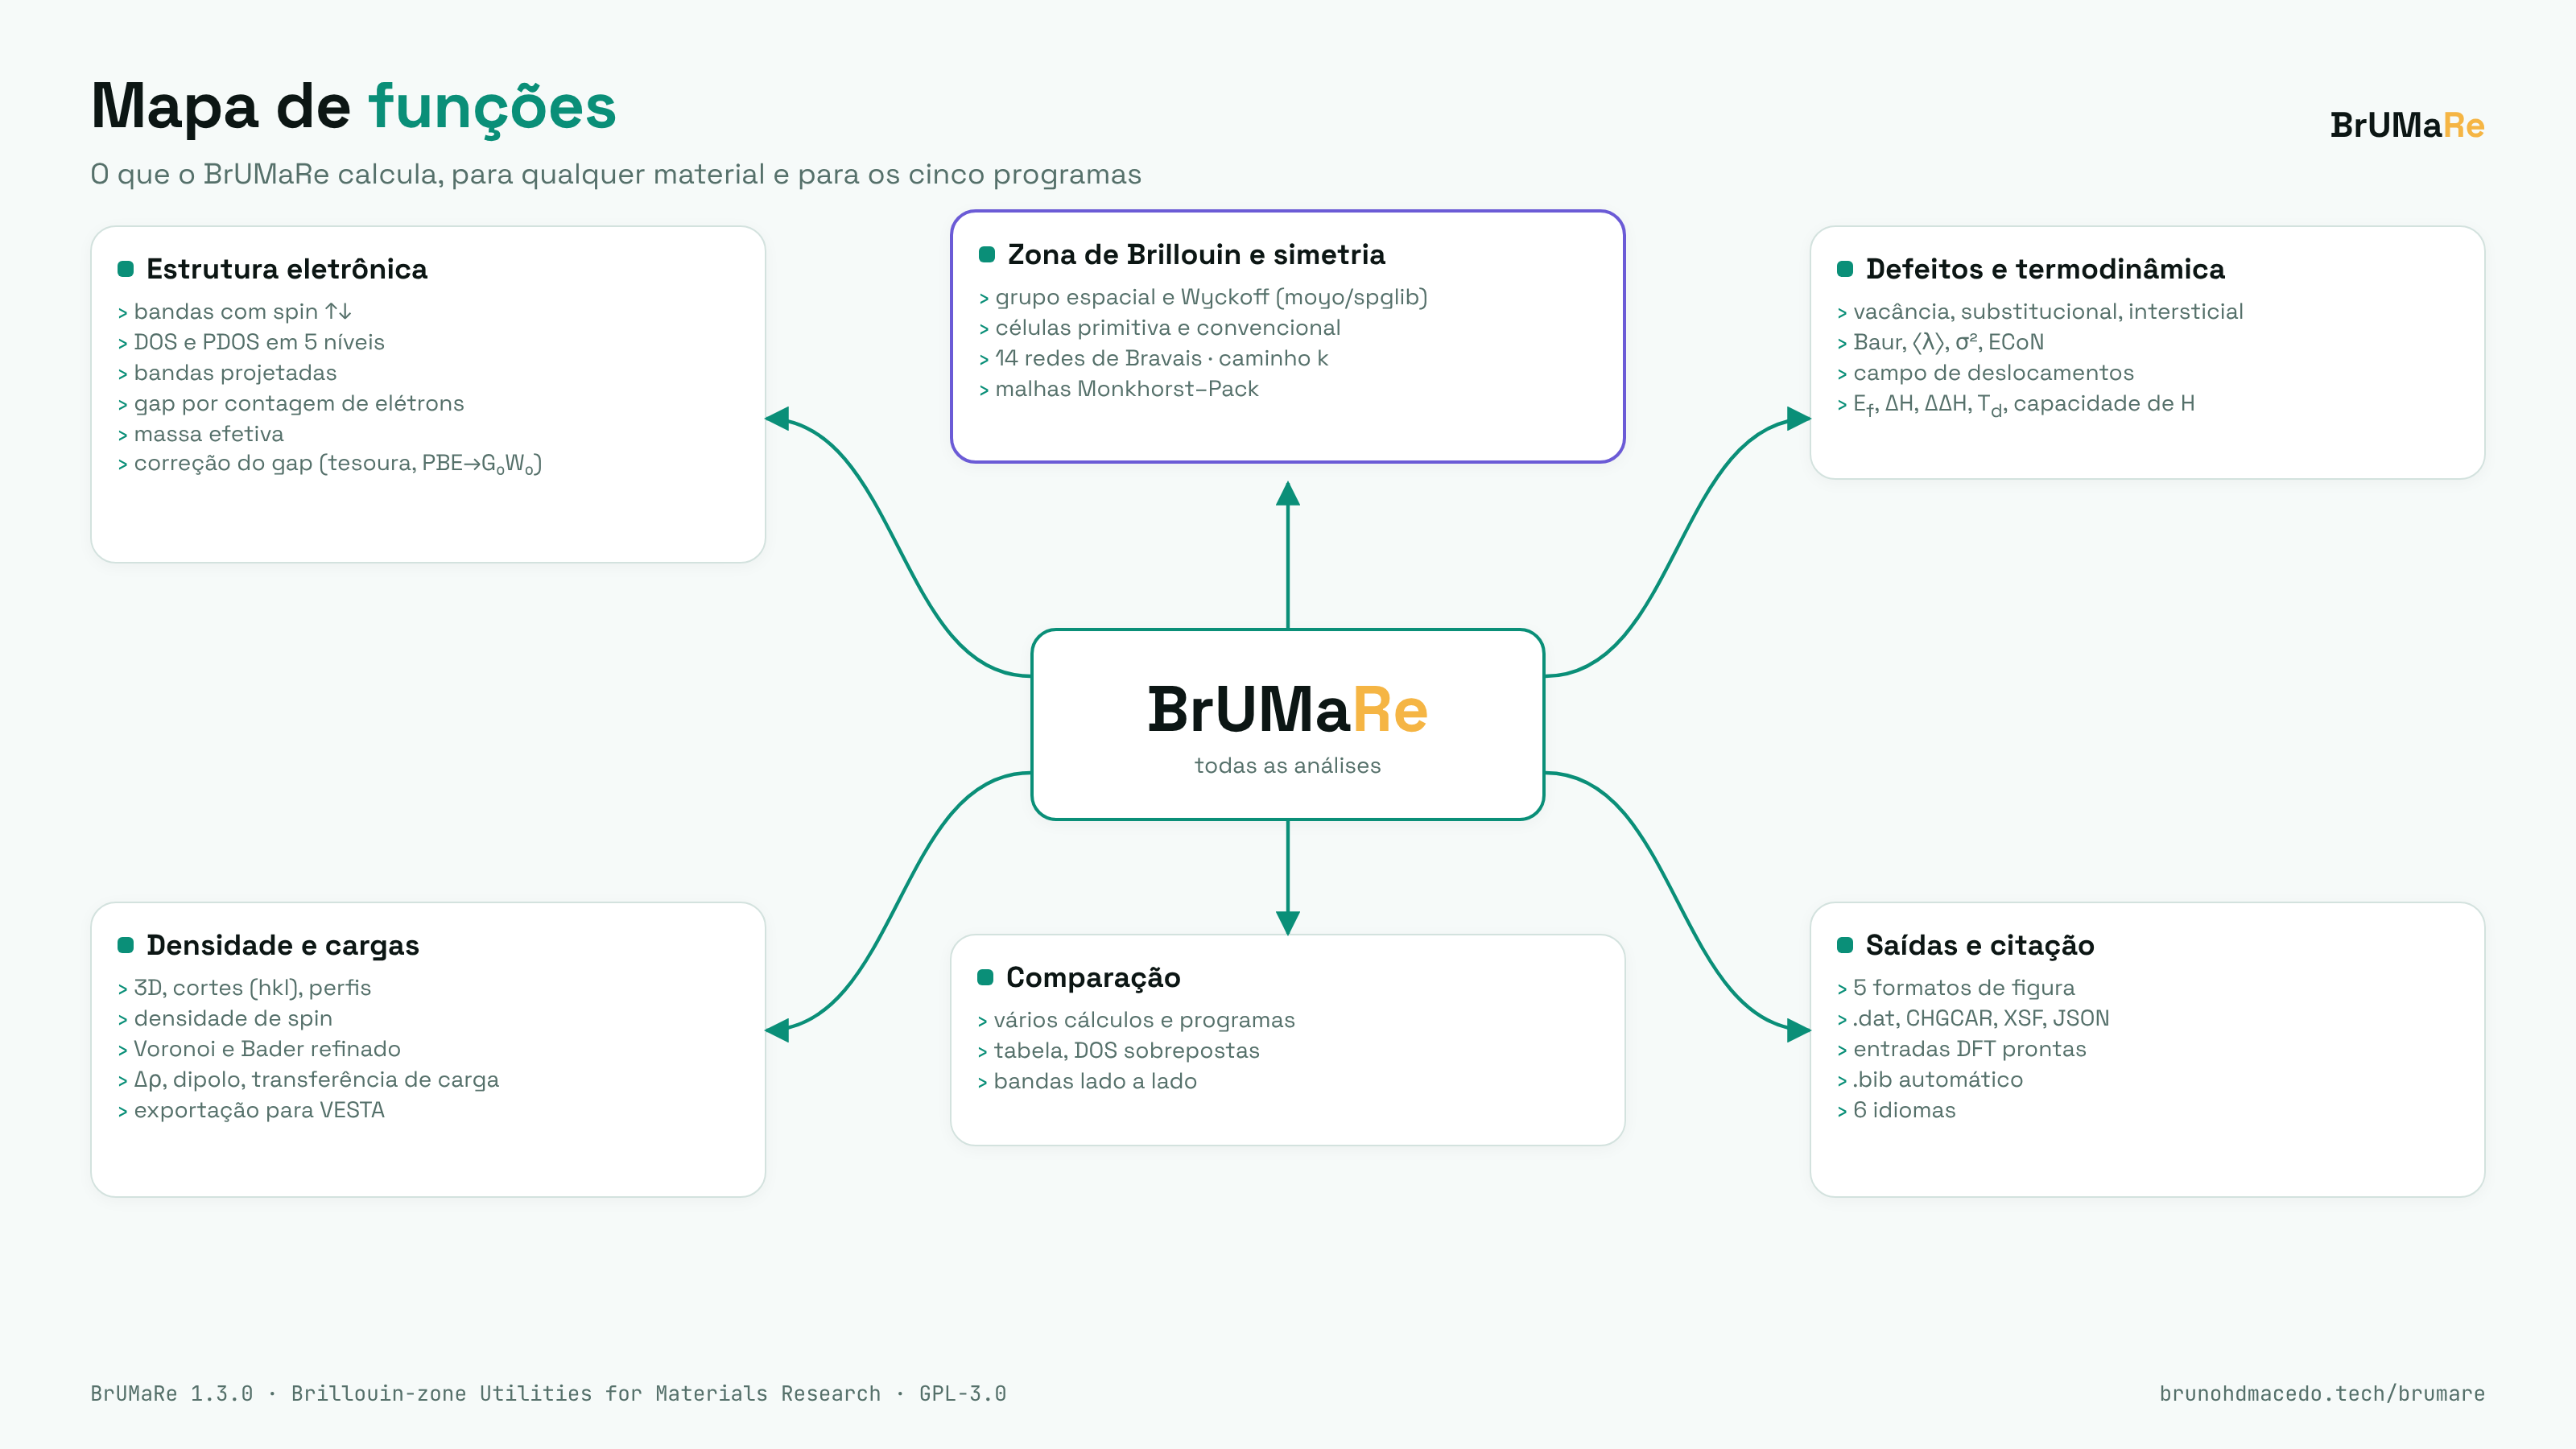 Mapa de funções
BrUMaRe
O que o BrUMaRe calcula, para qualquer material e para os cinco programas
Estrutura eletrônica
> bandas com spin ↑↓
> DOS e PDOS em 5 níveis
> bandas projetadas
> gap por contagem de elétrons
> massa efetiva
> correção do gap (tesoura, PBE→G₀W₀)
Zona de Brillouin e simetria
> grupo espacial e Wyckoff (moyo/spglib)
> células primitiva e convencional
> 14 redes de Bravais · caminho k
> malhas Monkhorst–Pack
Defeitos e termodinâmica
> vacância, substitucional, intersticial
> Baur, ⟨λ⟩, σ², ECoN
> campo de deslocamentos
> E_f, ΔH, ΔΔH, T_d, capacidade de H
BrUMaRe
todas as análises
Densidade e cargas
> 3D, cortes (hkl), perfis
> densidade de spin
> Voronoi e Bader refinado
> Δρ, dipolo, transferência de carga
> exportação para VESTA
Comparação
> vários cálculos e programas
> tabela, DOS sobrepostas
> bandas lado a lado
Saídas e citação
> 5 formatos de figura
> .dat, CHGCAR, XSF, JSON
> entradas DFT prontas
> .bib automático
> 6 idiomas
BrUMaRe 1.3.0 · Brillouin-zone Utilities for Materials Research · GPL-3.0
brunohdmacedo.tech/brumare